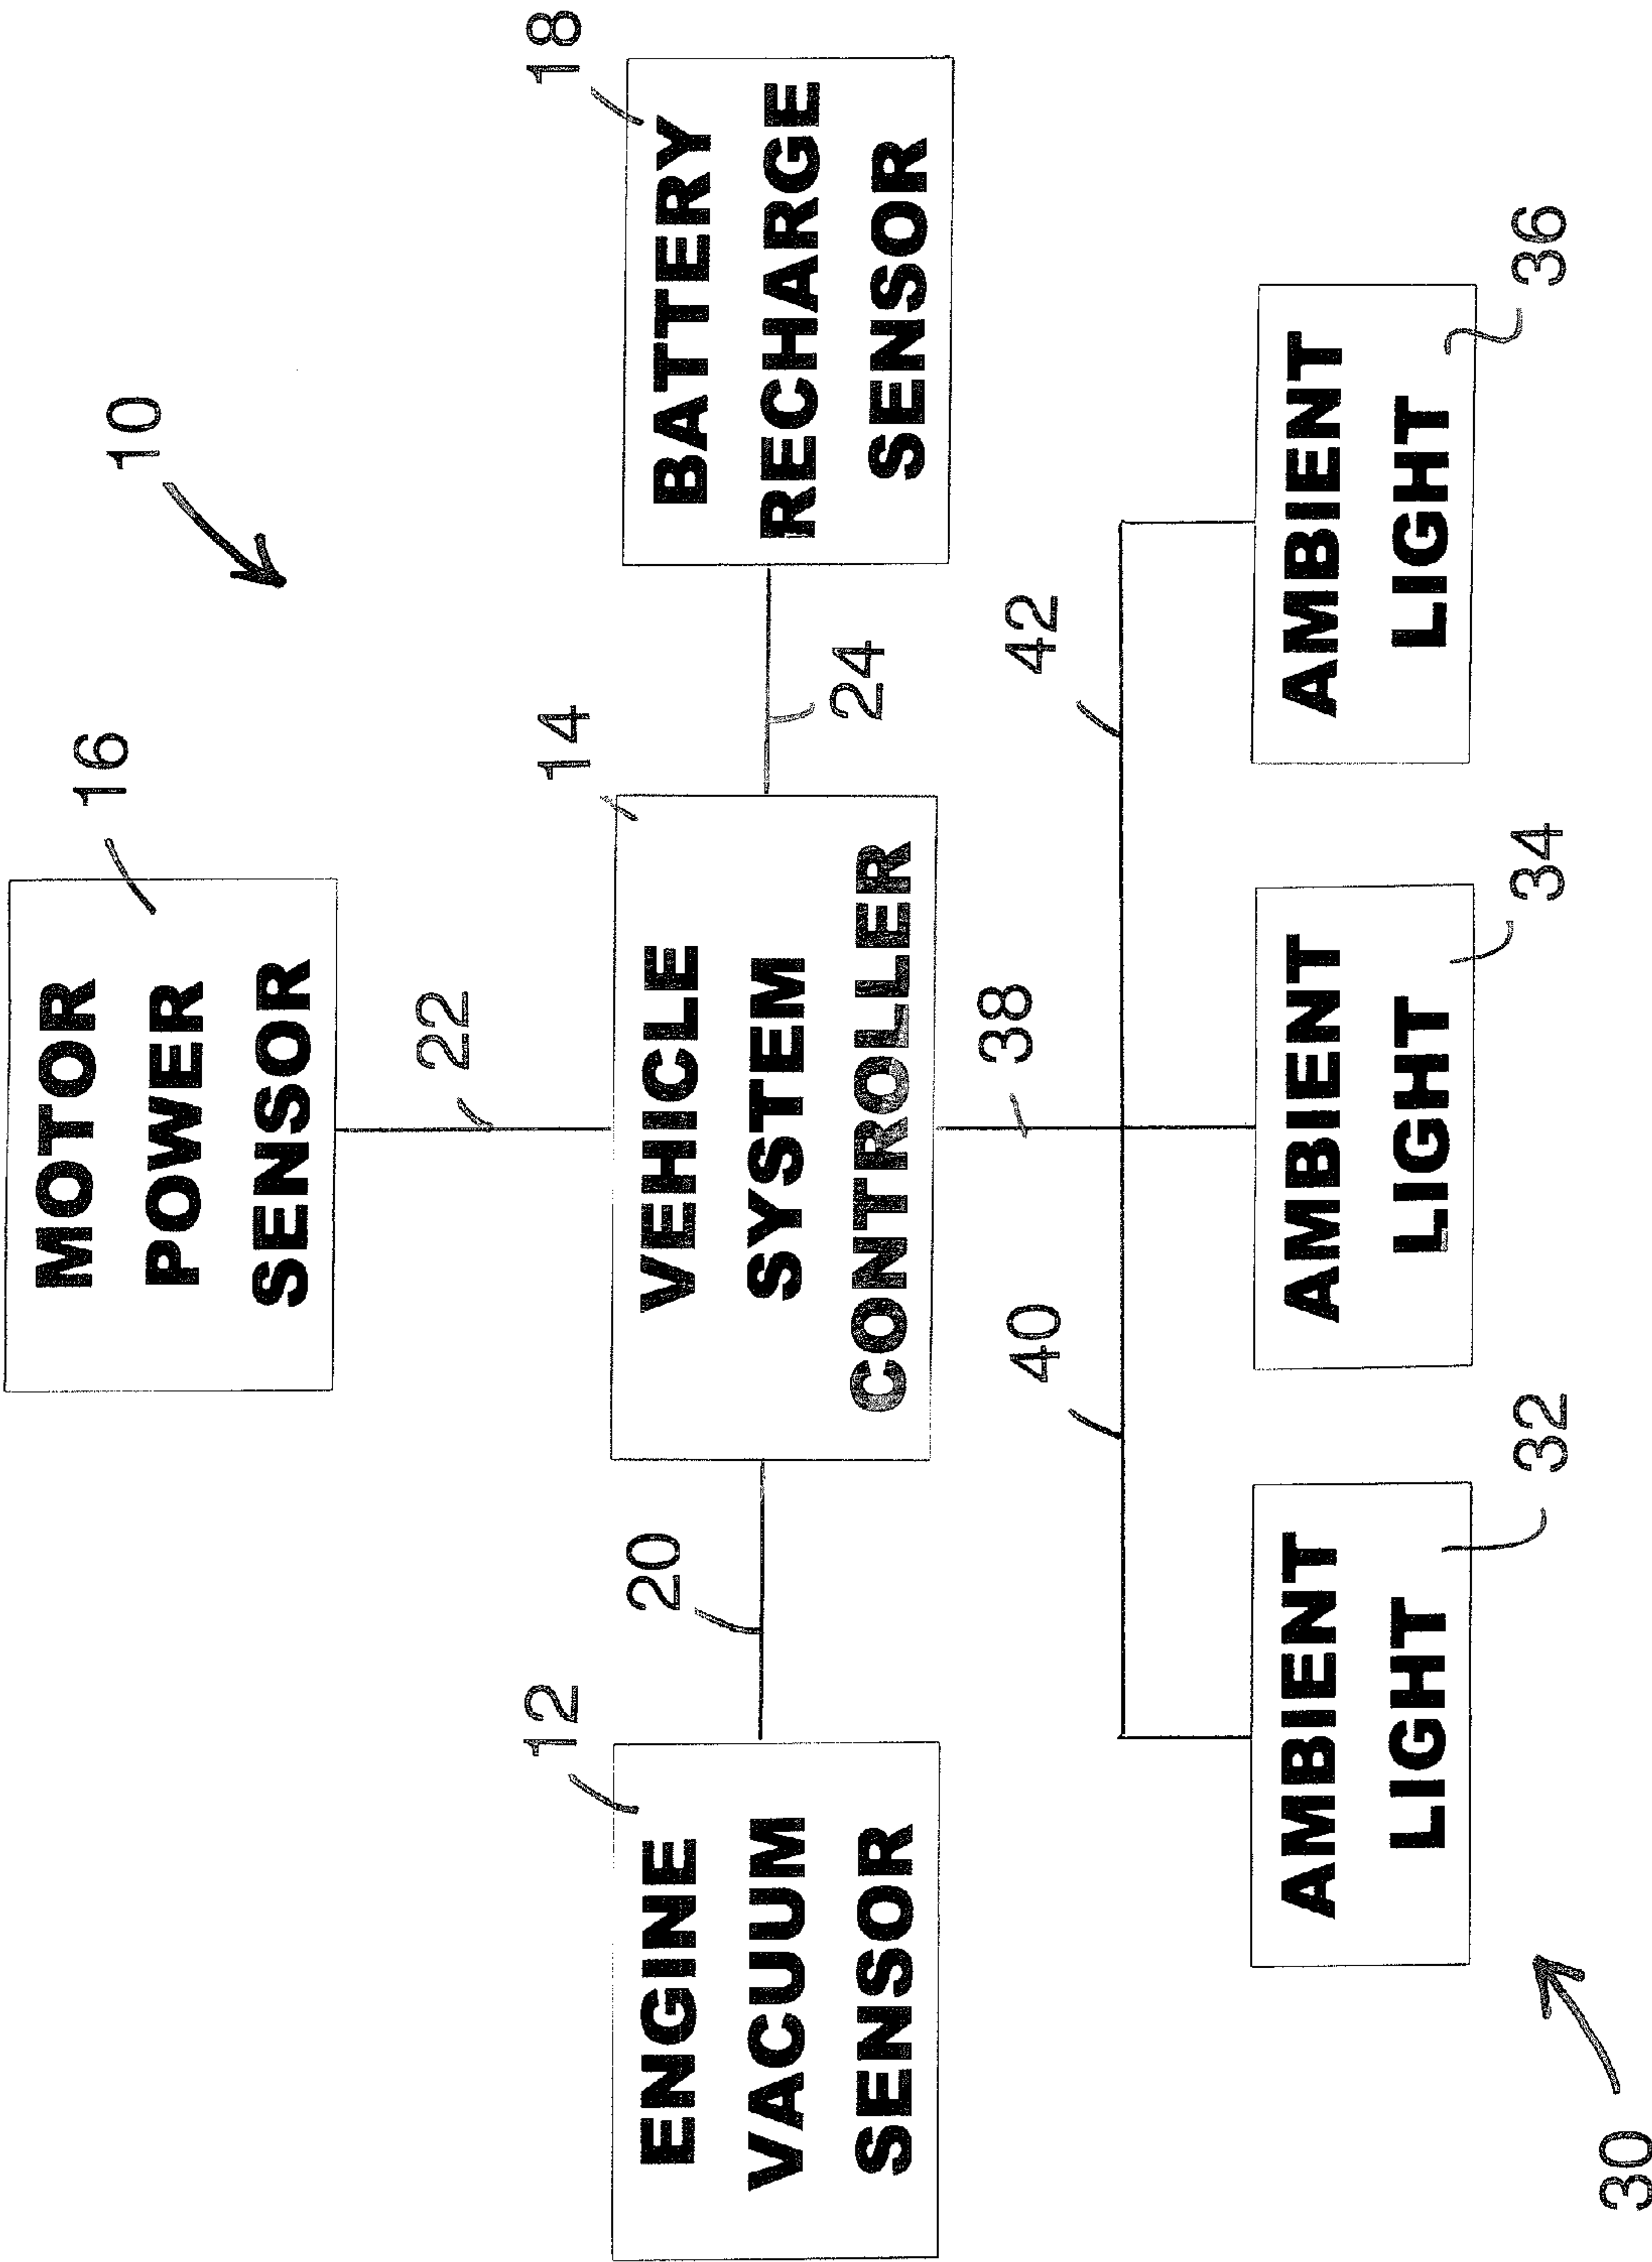 MOTOR
POWER
SENSOR
16
10
22
12
ENGINE
VACUUM
SENSOR
20
14
VEHICLE
SYSTEM
CONTROLLER
24
18
BATTERY
RECHARGE
SENSOR
38
40
42
AMBIENT
LIGHT
32
AMBIENT
LIGHT
34
AMBIENT
LIGHT
36
30